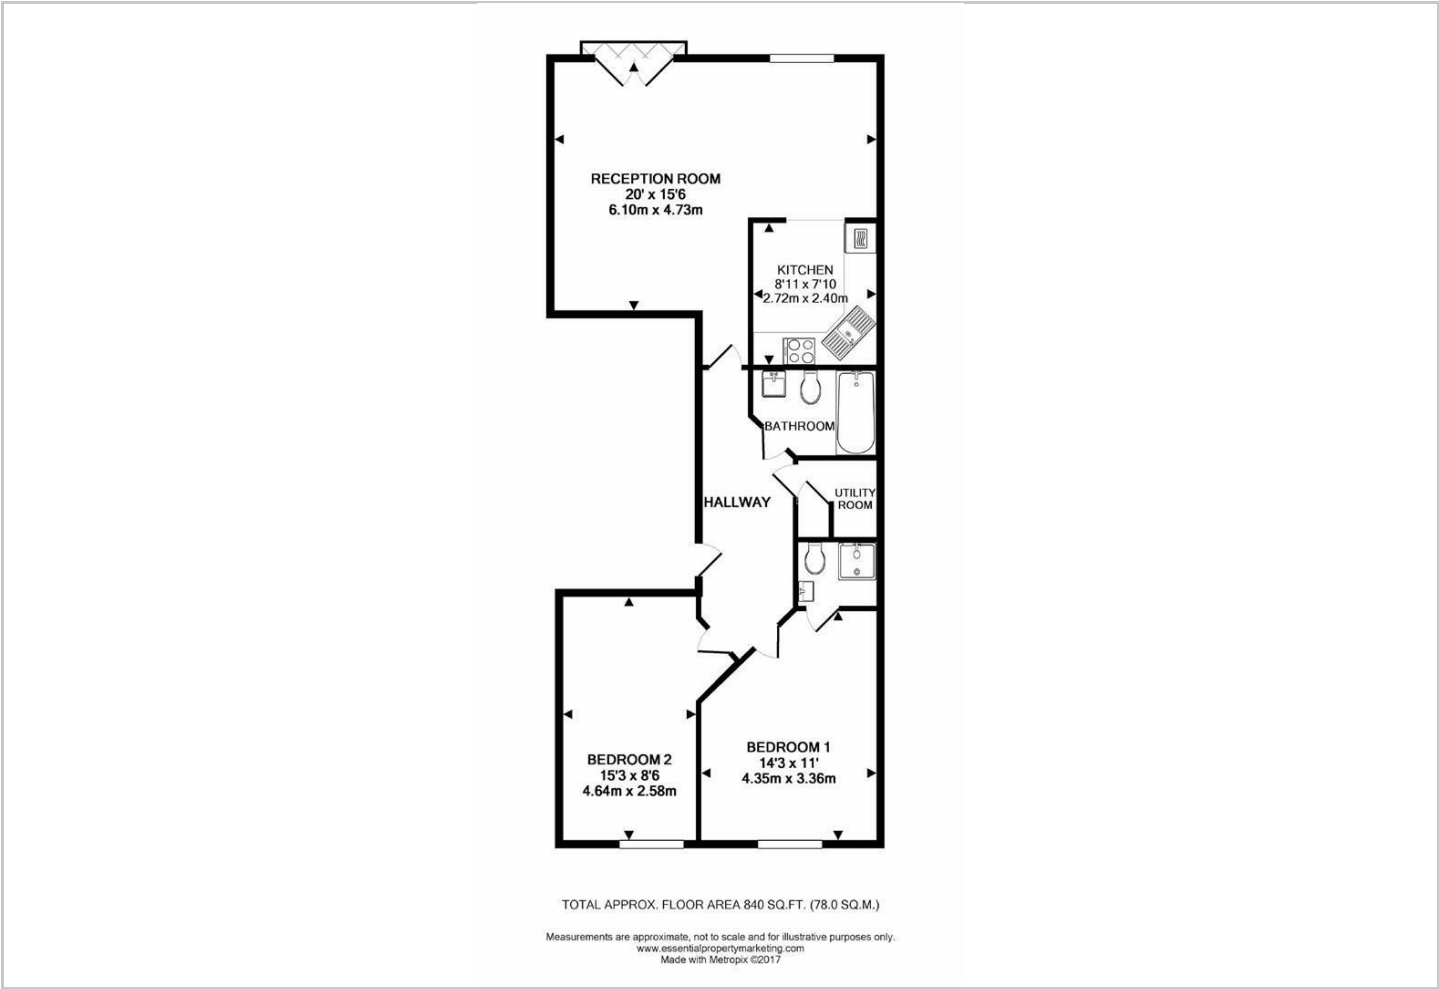 RECEPTION ROOM
20' x 15'6
6.10m x 4.73m
KITCHEN
8'11 x 7'10
2.72m x 2.40m
BATHROOM
UTILITY
ROOM
HALLWAY
BEDROOM 1
14'3 x 11'
4.35m x 3.36m
BEDROOM 2
15'3 x 8'6
4.64m x 2.58m
TOTAL APPROX. FLOOR AREA 840 SQ.FT. (78.0 SQ.M.)
Measurements are approximate, not to scale and for illustrative purposes only.
www.essentialpropertymarketing.com
Made with Metropix ©2017